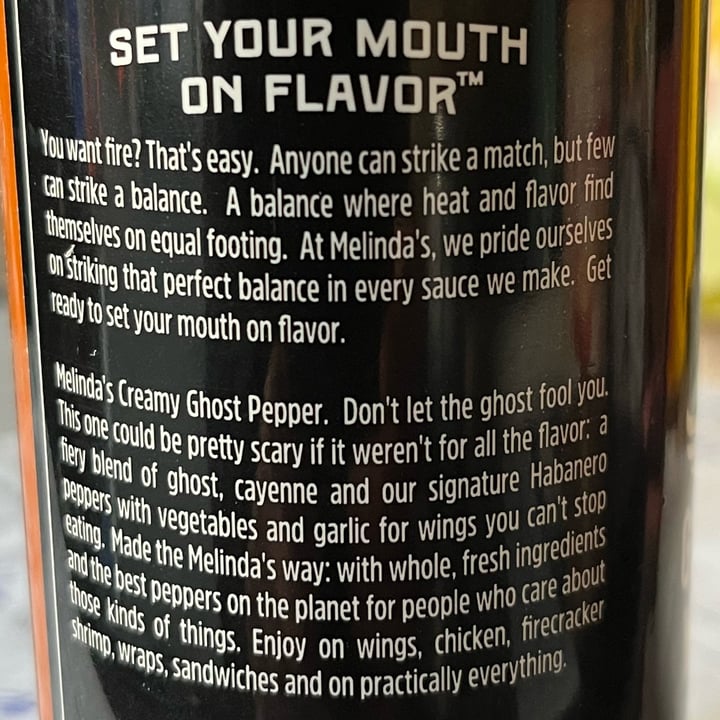 SET YOUR MOUTH
ON FLAVOR™
You want fire? That's easy. Anyone can strike a match, but few
can strike a balance. A balance where heat and flavor find
themselves on equal footing. At Melinda's, we pride ourselves
on striking that perfect balance in every sauce we make. Get
ready to set your mouth on flavor.
Melinda's Creamy Ghost Pepper. Don't let the ghost fool you.
This one could be pretty scary if it weren't for all the flavor: a
fiery blend of ghost, cayenne and our signature Habanero
peppers with vegetables and garlic for wings you can't stop
eating. Made the Melinda's way: with whole, fresh ingredients
and the best peppers on the planet for people who care about
those kinds of things. Enjoy on wings, chicken, firecracker
shrimp, wraps, sandwiches and on practically everything.